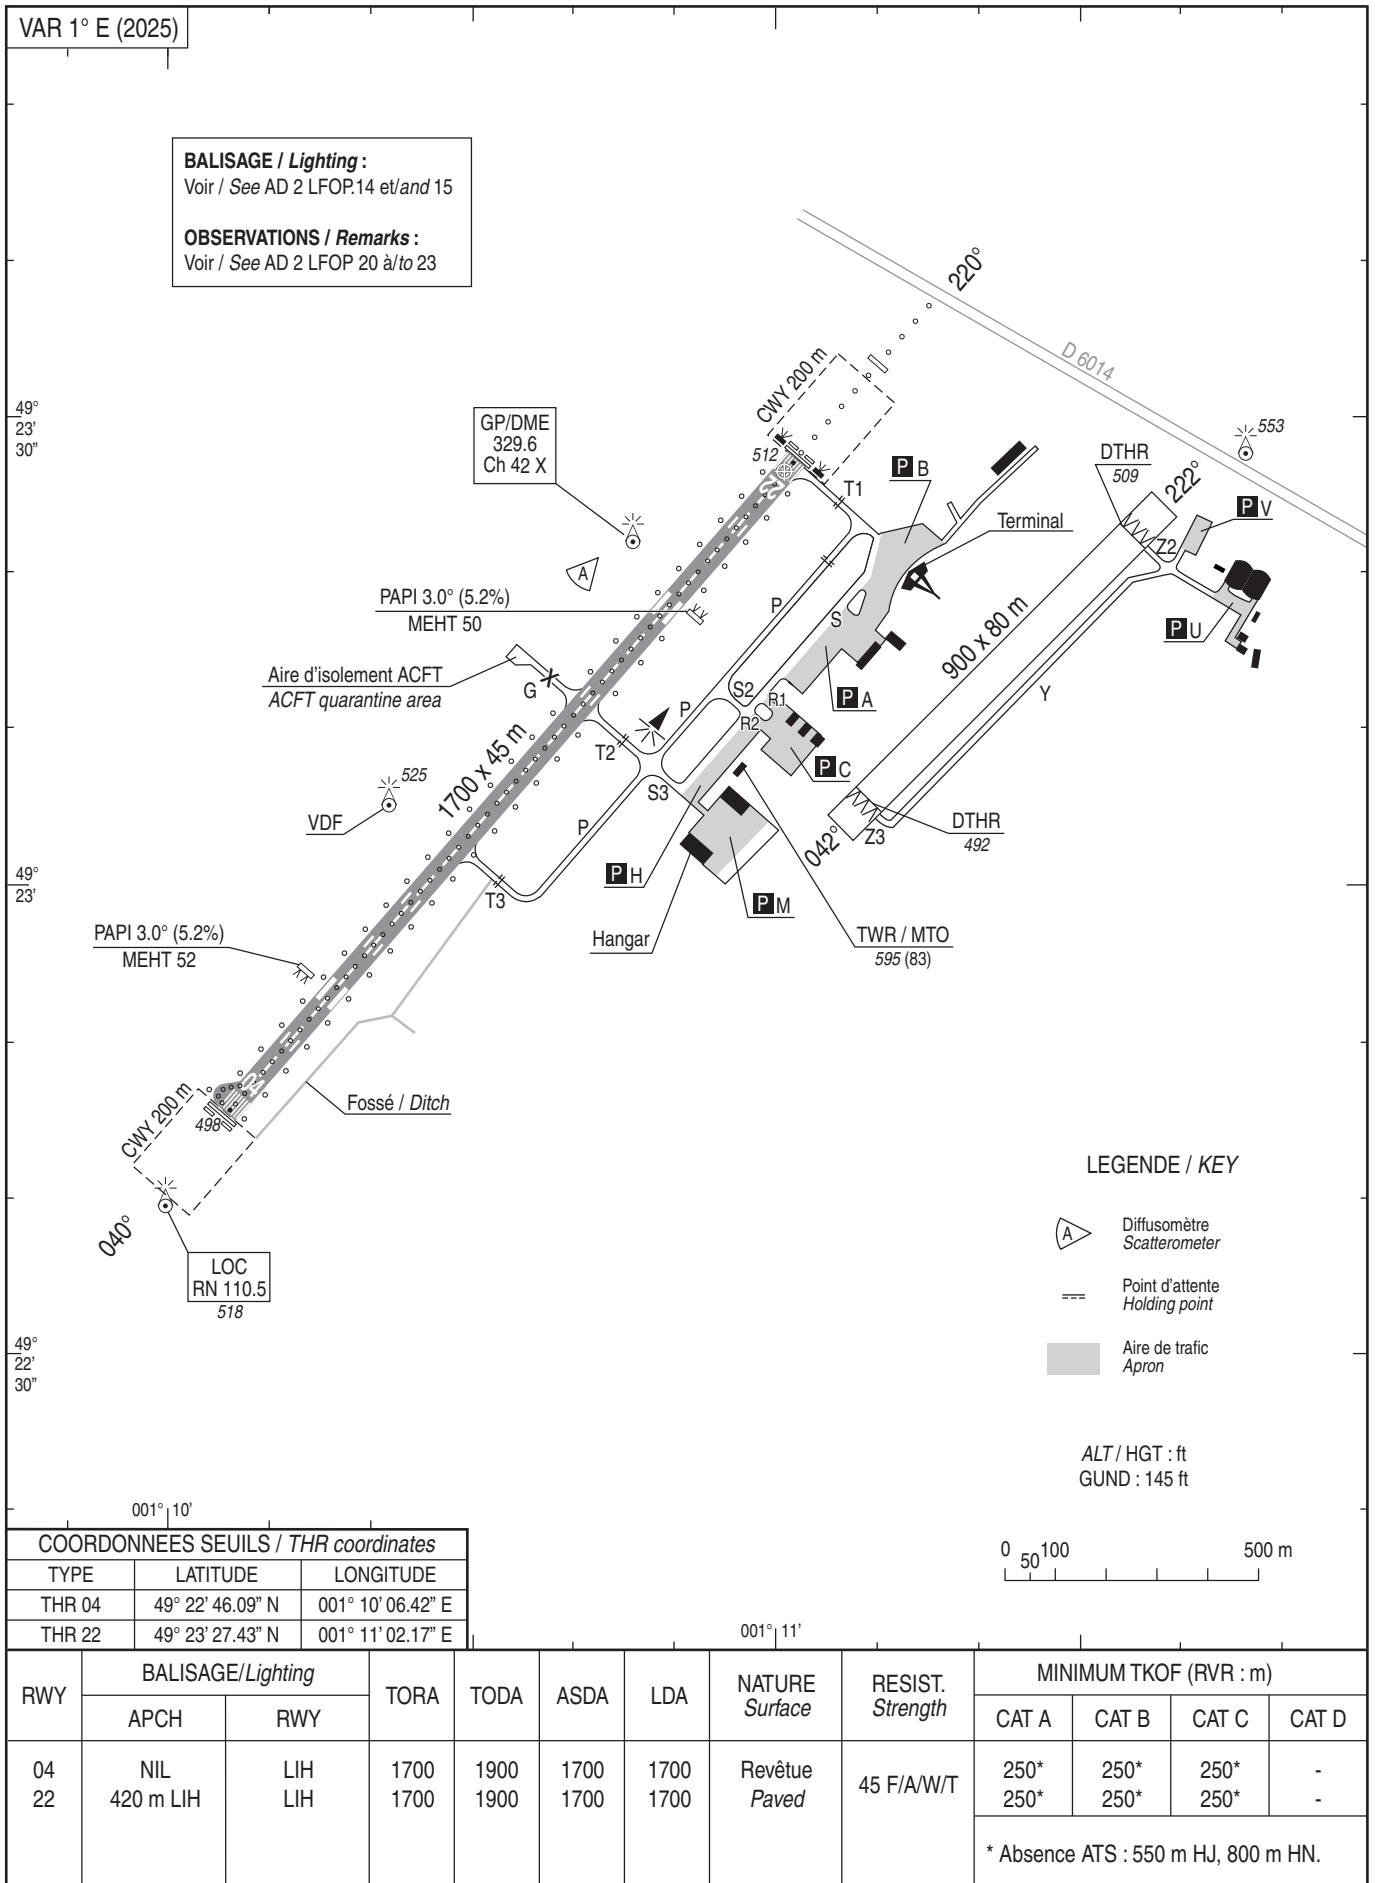 VAR 1° E (2025)
BALISAGE / Lighting :
Voir / See AD 2 LFOP.14 et/and 15
OBSERVATIONS / Remarks :
Voir / See AD 2 LFOP 20 à/to 23
220°
D 6014
CWY 200 m
49°
23'
30”
GP/DME
329.6
Ch 42 X
512
22
T1
P B
Terminal
DTHR
509
222°
553
P V
Z2
P U
A
PAPI 3.0° (5.2%)
MEHT 50
P
S
900 x 80 m
Y
Aire d'isolement ACFT
ACFT quarantine area
G
X
S2
R1
R2
P A
P
T2
P C
1700 x 45 m
525
VDF
S3
P
042°
Z3
DTHR
492
49°
23'
T3
P H
P M
Hangar
TWR / MTO
595 (83)
PAPI 3.0° (5.2%)
MEHT 52
04
CWY 200 m
498
Fossé / Ditch
040°
LOC
RN 110.5
518
LEGENDE / KEY
A
Diffusomètre
Scatterometer
Point d'attente
Holding point
Aire de trafic
Apron
49°
22'
30”
ALT / HGT : ft
GUND : 145 ft
001° 10'
0 50 100 500 m
001° 11'
COORDONNEES SEUILS / THR coordinates
TYPE LATITUDE LONGITUDE
THR 04 49° 22' 46.09” N 001° 10' 06.42” E
THR 22 49° 23' 27.43” N 001° 11' 02.17” E
RWY BALISAGE/Lighting TORA TODA ASDA LDA NATURE RESIST. MINIMUM TKOF (RVR : m)
Surface Strength
APCH RWY CAT A CAT B CAT C CAT D
04 NIL LIH 1700 1900 1700 1700 Revêtue 45 F/A/W/T 250* 250* 250* -
22 420 m LIH LIH 1700 1900 1700 1700 Paved 250* 250* 250* -
* Absence ATS : 550 m HJ, 800 m HN.